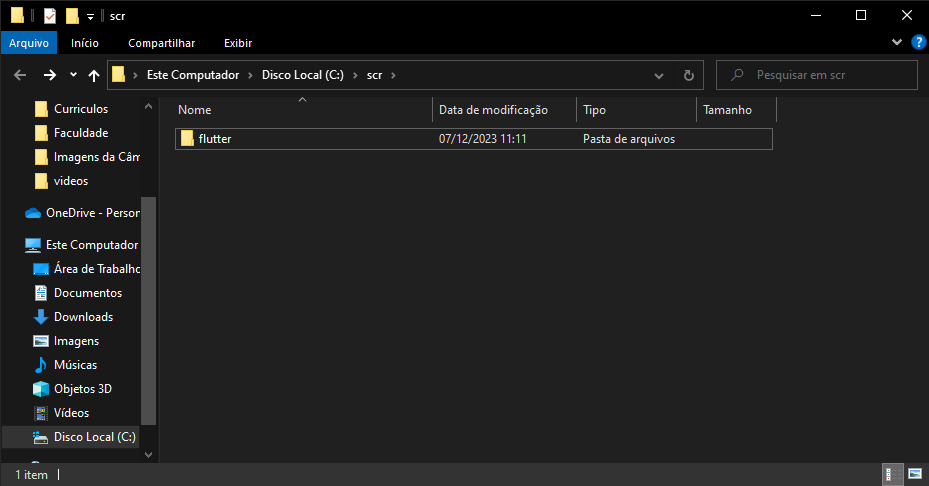 scr
Arquivo Início Compartilhar Exibir
Este Computador Disco Local (C:) scr
Pesquisar em scr
Nome Data de modificação Tipo Tamanho
flutter 07/12/2023 11:11 Pasta de arquivos
Curriculos
Faculdade
Imagens da Câm
videos
OneDrive - Person
Este Computador
Área de Trabalho
Documentos
Downloads
Imagens
Músicas
Objetos 3D
Vídeos
Disco Local (C:)
1 item